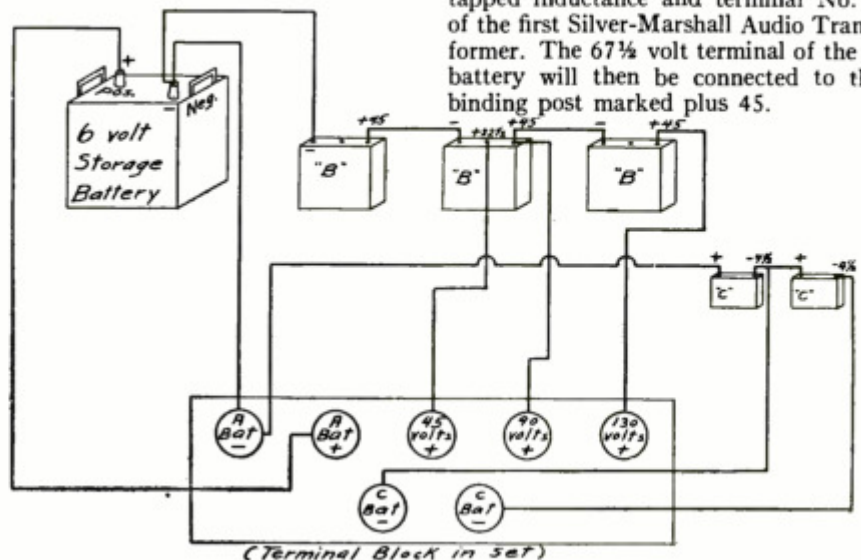 tapped inductance and terminal No.
of the first Silver-Marshall Audio Tran
former. The 67½ volt terminal of the
battery will then be connected to th
binding post marked plus 45.
+
pos.
Neg.
-
6 volt
Storage
Battery
-
+45
"B"
-
+22½
+45
"B"
-
+45
"B"
+
-4½
"C"
+
-4½
"C"
A
Bat
-
A
Bat
+
45
volts
+
90
volts
+
130
volts
+
C
Bat
-
C
Bat
-
(Terminal Block in set)